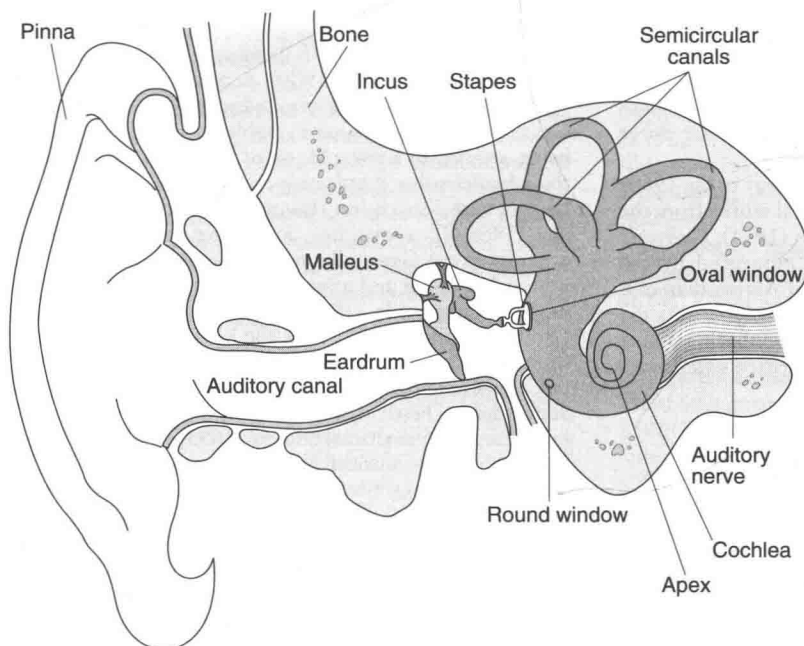 Pinna
Bone
Semicircular
canals
Incus
Stapes
Malleus
Oval window
Eardrum
Auditory canal
Auditory
nerve
Round window
Cochlea
Apex